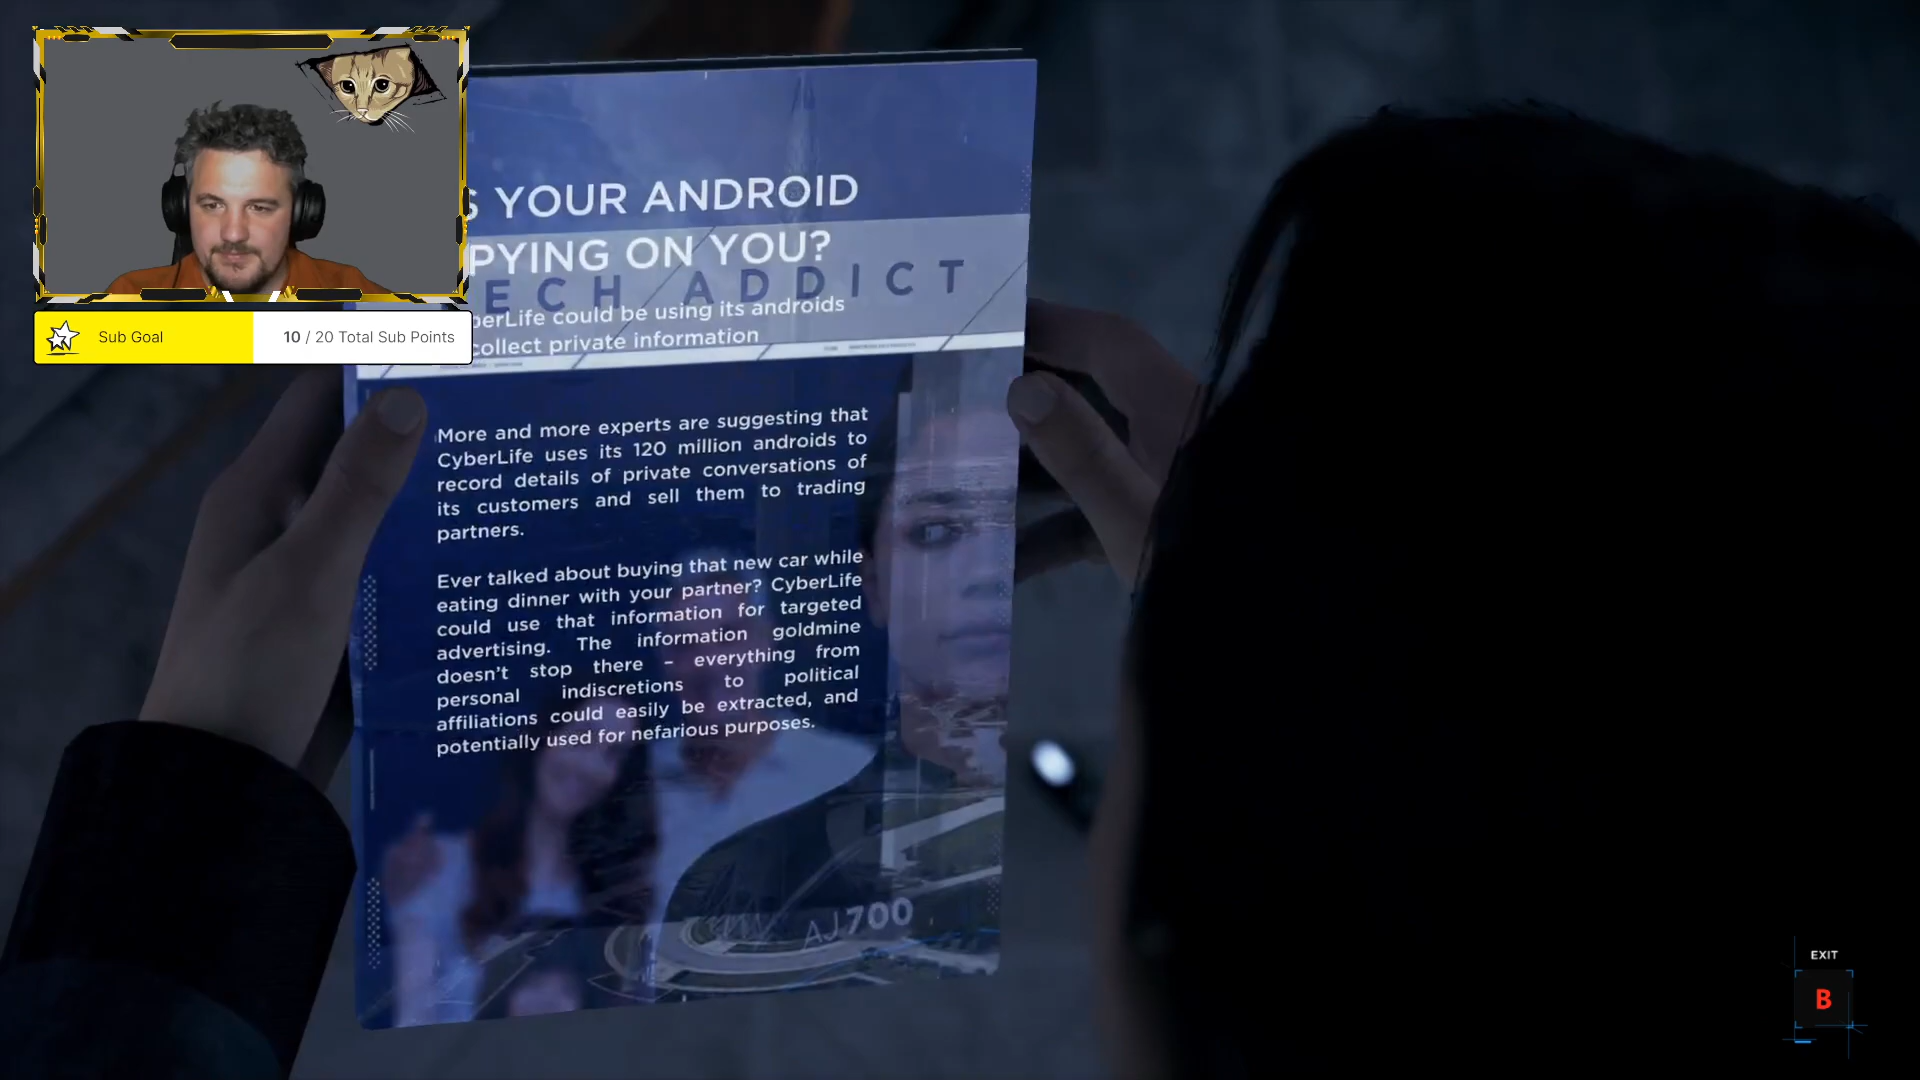 S YOUR ANDROID
PYING ON YOU?
ECH ADDICT
berLife could be using its androids
collect private information
Sub Goal
10 / 20 Total Sub Points
More and more experts are suggesting that
CyberLife uses its 120 million androids to
record details of private conversations of
its customers and sell them to trading
partners.
Ever talked about buying that new car while
eating dinner with your partner? CyberLife
could use that information for targeted
advertising. The information goldmine
doesn't stop there – everything from
personal indiscretions to political
affiliations could easily be extracted, and
potentially used for nefarious purposes.
AJ700
EXIT
B